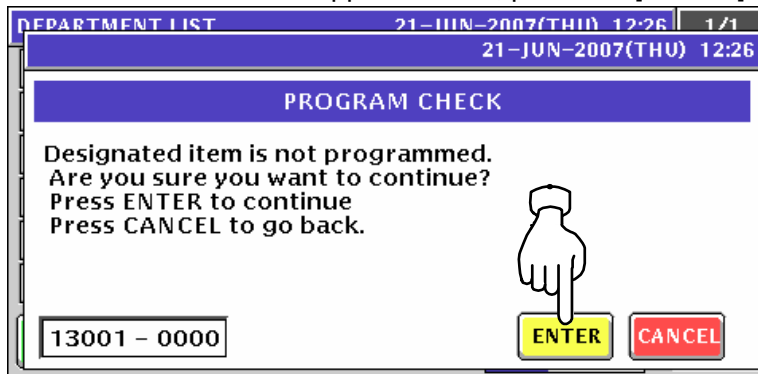 DEPARTMENT LIST 21-JUN-2007(THU) 12:26 1/1
21-JUN-2007(THU) 12:26
PROGRAM CHECK
Designated item is not programmed.
Are you sure you want to continue?
Press ENTER to continue
Press CANCEL to go back.
13001 - 0000
ENTER CANCEL